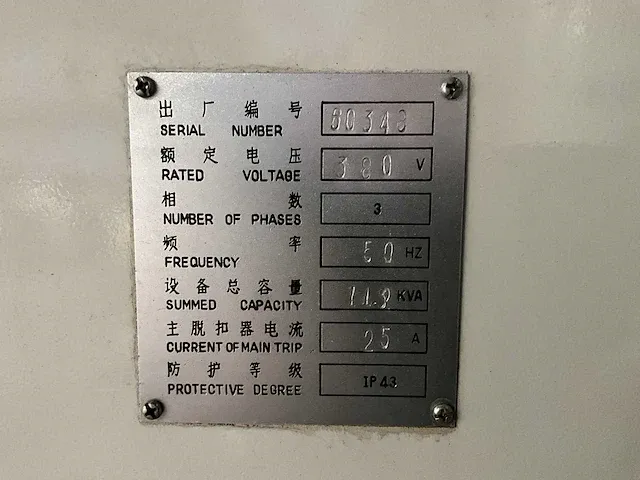 出厂编号
SERIAL NUMBER 60348
额定电压
RATED VOLTAGE 380 V
相数
NUMBER OF PHASES 3
频率
FREQUENCY 50 HZ
设备总容量
SUMMED CAPACITY KVA
主脱扣器电流
CURRENT OF MAIN TRIP 25 A
防护等级
PROTECTIVE DEGREE IP43